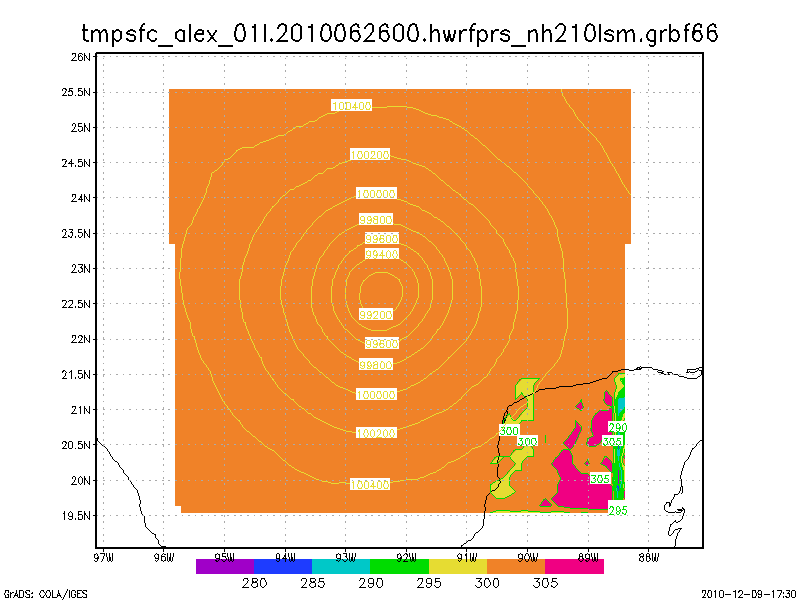 tmpsfc_alex_01l.2010062600.hwrfprs_nh210lsm.grbf66
26N
25.5N
25N
24.5N
24N
23.5N
23N
22.5N
22N
21.5N
21N
20.5N
20N
19.5N
100400
100200
100000
99800
99600
99400
99200
99600
99800
100000
100200
100400
300
300
290
305
305
295
97W 96W 95W 94W 93W 92W 91W 90W 89W 88W
280 285 290 295 300 305
GrADS: COLA/IGES
2010-12-09-17:30